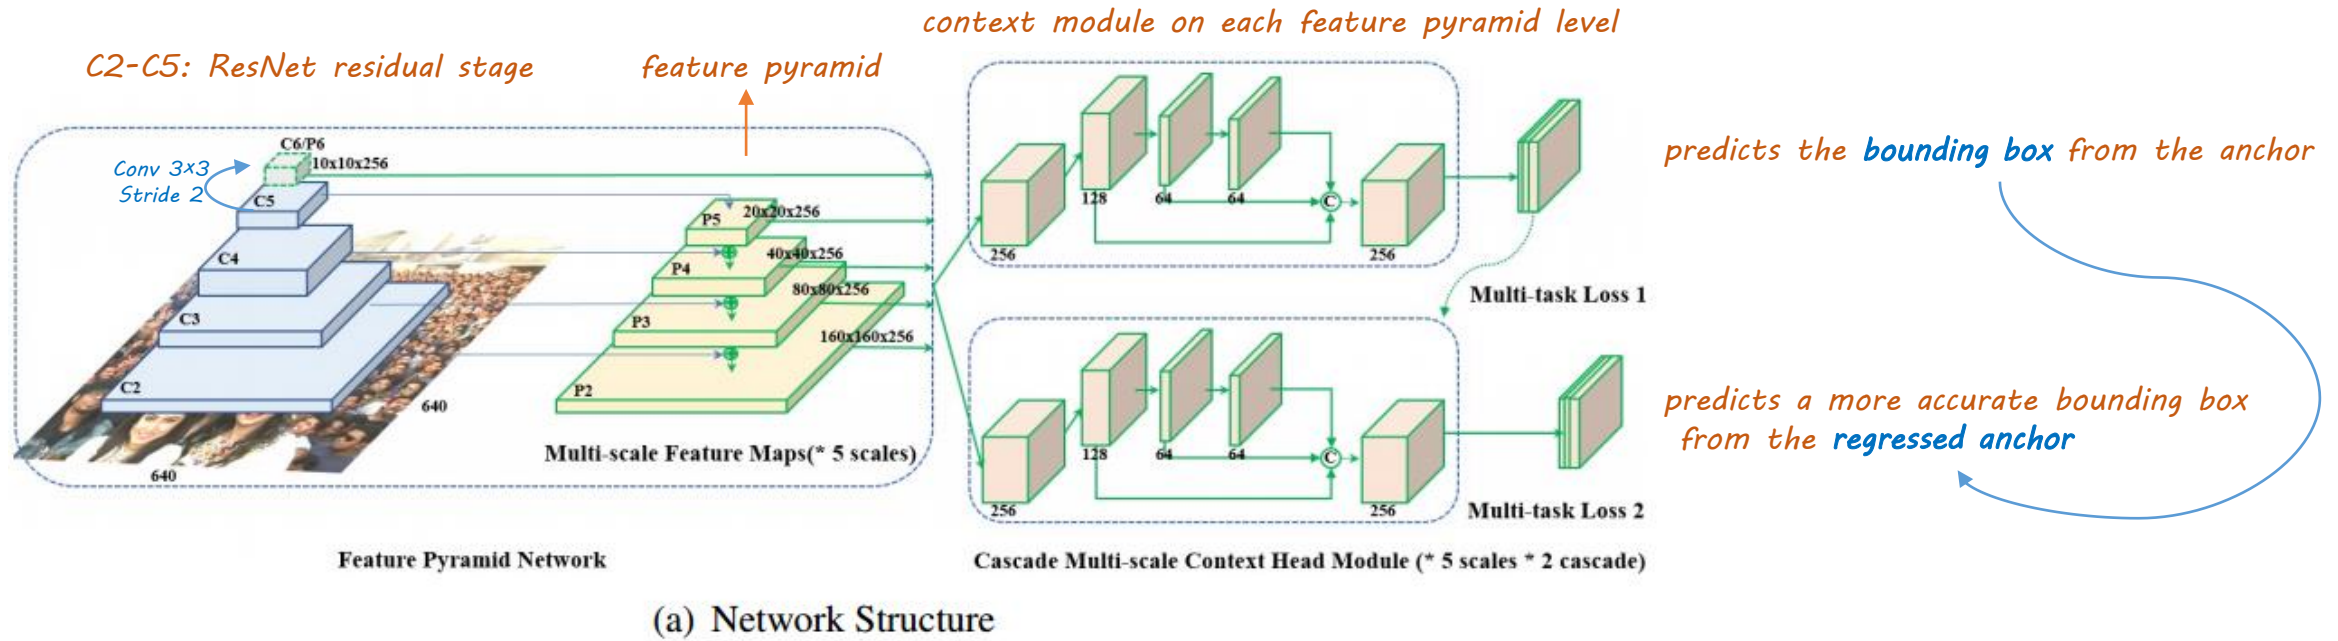 context module on each feature pyramid level
C2-C5: ResNet residual stage
feature pyramid
C6/P6
10x10x256
Conv 3x3
Stride 2
C5
C4
C3
C2
640
640
P5
20x20x256
P4
40x40x256
P3
80x80x256
P2
160x160x256
Multi-scale Feature Maps(* 5 scales)
Feature Pyramid Network
256
128
64
64
C
256
Multi-task Loss 1
predicts the bounding box from the anchor
256
128
64
64
C
256
Multi-task Loss 2
predicts a more accurate bounding box
from the regressed anchor
Cascade Multi-scale Context Head Module (* 5 scales * 2 cascade)
(a) Network Structure